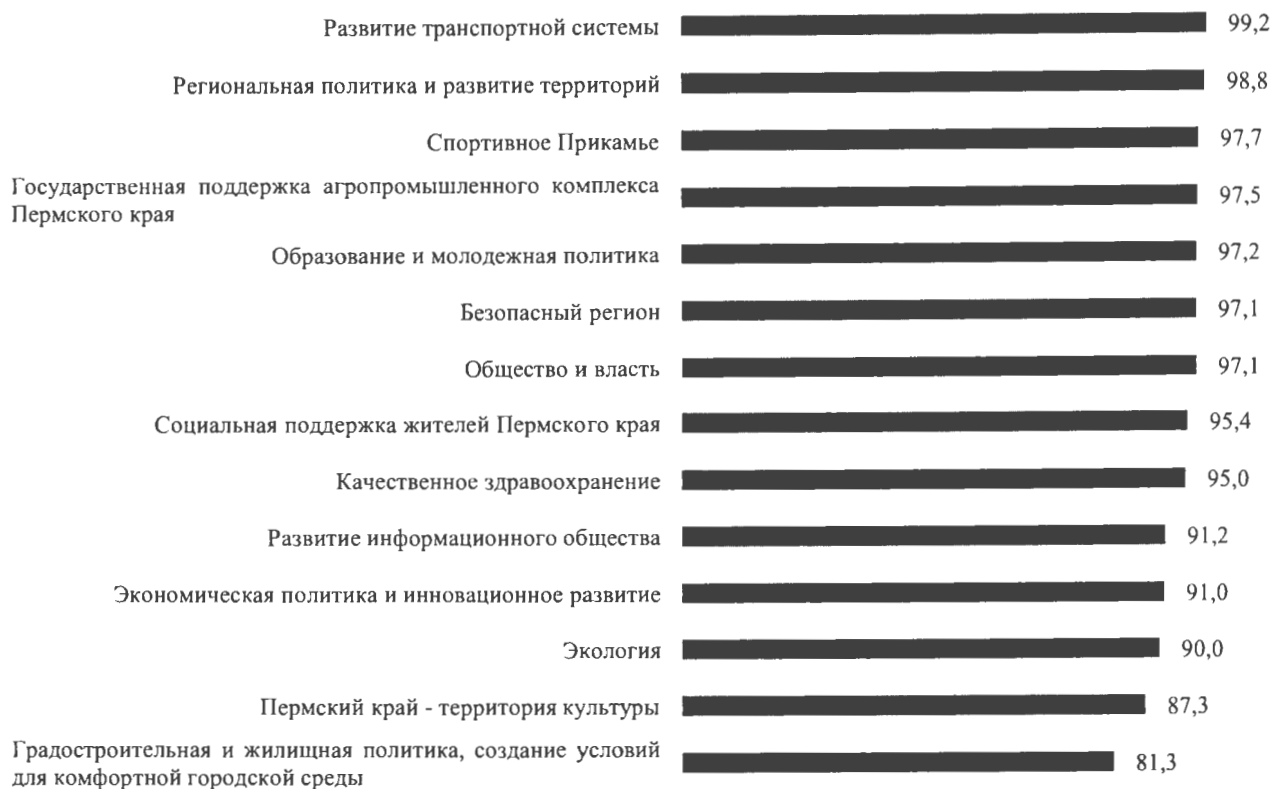 Развитие транспортной системы 99,2
Региональная политика и развитие территорий 98,8
Спортивное Прикамье 97,7
Государственная поддержка агропромышленного комплекса
Пермского края 97,5
Образование и молодежная политика 97,2
Безопасный регион 97,1
Общество и власть 97,1
Социальная поддержка жителей Пермского края 95,4
Качественное здравоохранение 95,0
Развитие информационного общества 91,2
Экономическая политика и инновационное развитие 91,0
Экология 90,0
Пермский край - территория культуры 87,3
Градостроительная и жилищная политика, создание условий
для комфортной городской среды 81,3